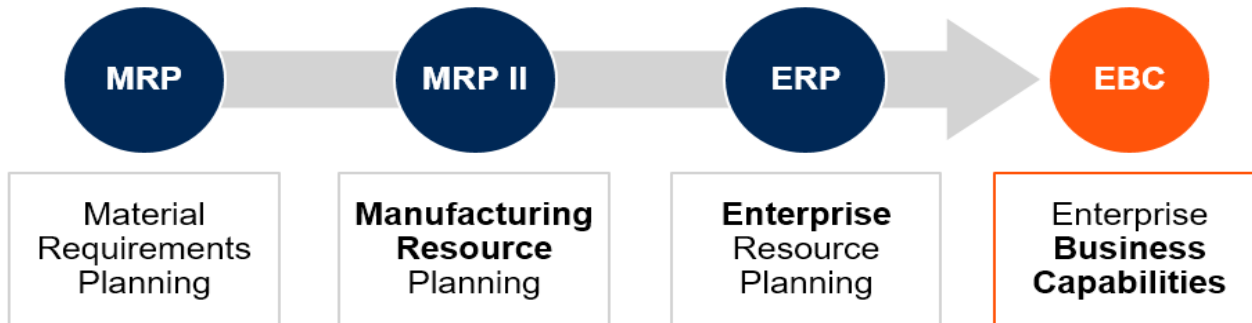 MRP
MRP II
ERP
EBC
Material
Requirements
Planning
Manufacturing
Resource
Planning
Enterprise
Resource
Planning
Enterprise
Business
Capabilities